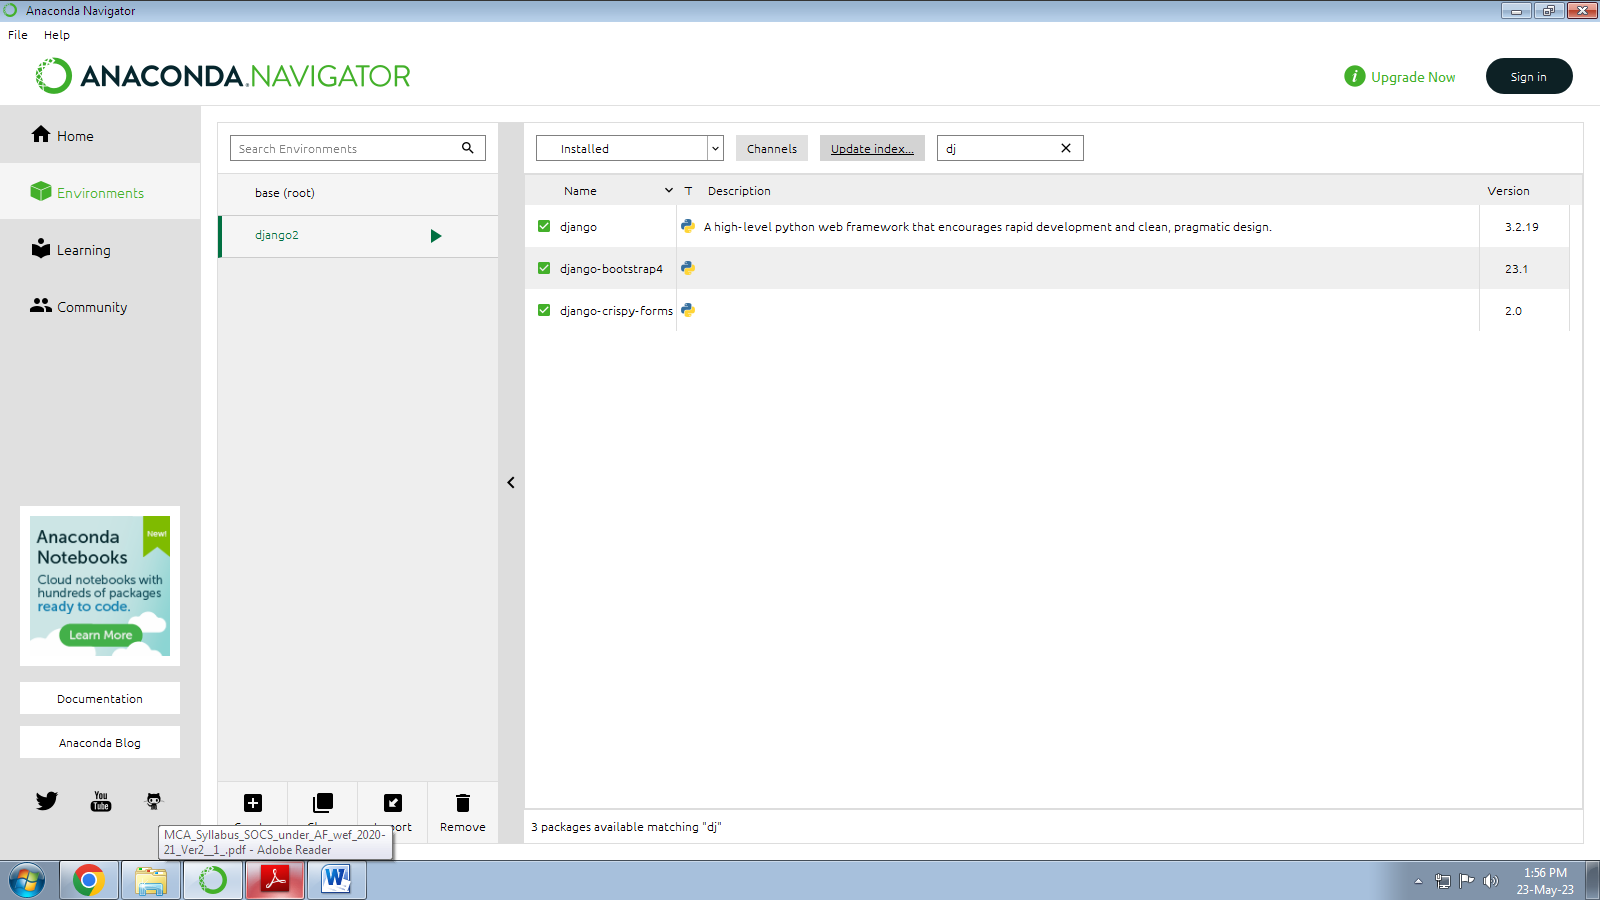 Anaconda Navigator
File Help
ANACONDA.NAVIGATOR
i Upgrade Now Sign in
Home
Environments
Learning
Community
Anaconda
Notebooks
New!
Cloud notebooks with
hundreds of packages
ready to code.
Learn More
Documentation
Anaconda Blog
You
Tube
Search Environments
base (root)
django2
Remove
Installed Channels Update index... dj
Name T Description Version
django A high-level python web framework that encourages rapid development and clean, pragmatic design. 3.2.19
django-bootstrap4 23.1
django-crispy-forms 2.0
3 packages available matching "dj"
MCA_Syllabus_SOCS_under_AF_wef_2020-
21_Ver2__1_.pdf - Adobe Reader
1:56 PM
23-May-23